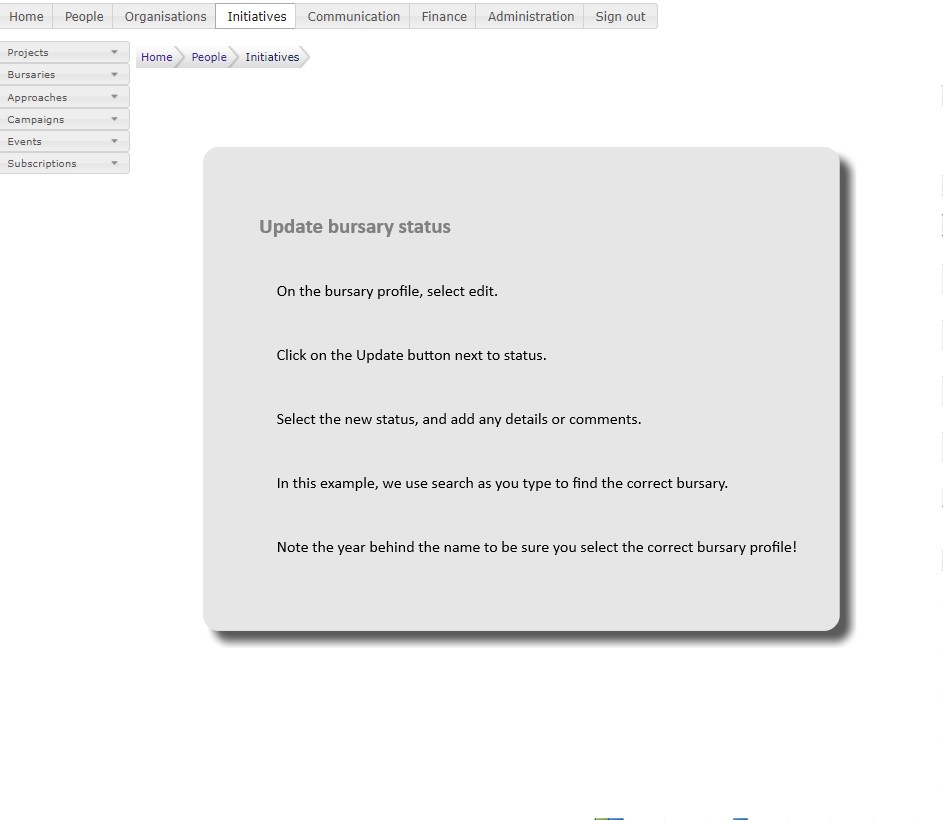 Home People Organisations Initiatives Communication Finance Administration Sign out
Projects
Bursaries
Approaches
Campaigns
Events
Subscriptions
Home People Initiatives
Update bursary status
On the bursary profile, select edit.
Click on the Update button next to status.
Select the new status, and add any details or comments.
In this example, we use search as you type to find the correct bursary.
Note the year behind the name to be sure you select the correct bursary profile!